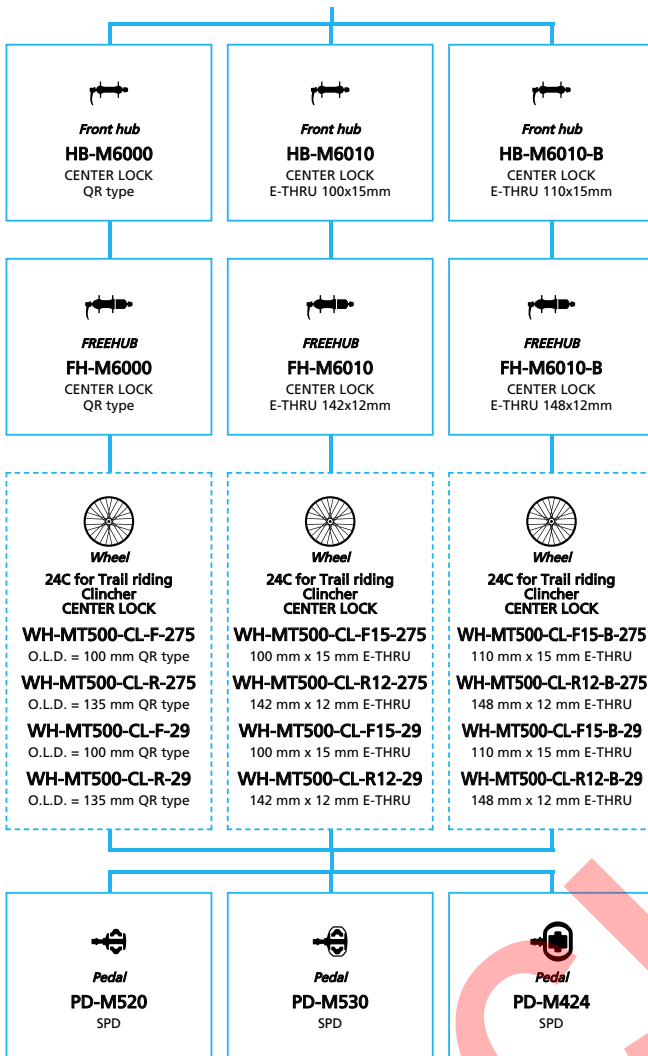 Front hub
HB-M6000
CENTER LOCK
QR type
Front hub
HB-M6010
CENTER LOCK
E-THRU 100x15mm
Front hub
HB-M6010-B
CENTER LOCK
E-THRU 110x15mm
FREEHUB
FH-M6000
CENTER LOCK
QR type
FREEHUB
FH-M6010
CENTER LOCK
E-THRU 142x12mm
FREEHUB
FH-M6010-B
CENTER LOCK
E-THRU 148x12mm
Wheel
24C for Trail riding
Clincher
CENTER LOCK
WH-MT500-CL-F-275
O.L.D. = 100 mm QR type
WH-MT500-CL-R-275
O.L.D. = 135 mm QR type
WH-MT500-CL-F-29
O.L.D. = 100 mm QR type
WH-MT500-CL-R-29
O.L.D. = 135 mm QR type
Wheel
24C for Trail riding
Clincher
CENTER LOCK
WH-MT500-CL-F15-275
100 mm x 15 mm E-THRU
WH-MT500-CL-R12-275
142 mm x 12 mm E-THRU
WH-MT500-CL-F15-29
100 mm x 15 mm E-THRU
WH-MT500-CL-R12-29
142 mm x 12 mm E-THRU
Wheel
24C for Trail riding
Clincher
CENTER LOCK
WH-MT500-CL-F15-B-275
110 mm x 15 mm E-THRU
WH-MT500-CL-R12-B-275
148 mm x 12 mm E-THRU
WH-MT500-CL-F15-B-29
110 mm x 15 mm E-THRU
WH-MT500-CL-R12-B-29
148 mm x 12 mm E-THRU
Pedal
PD-M520
SPD
Pedal
PD-M530
SPD
Pedal
PD-M424
SPD